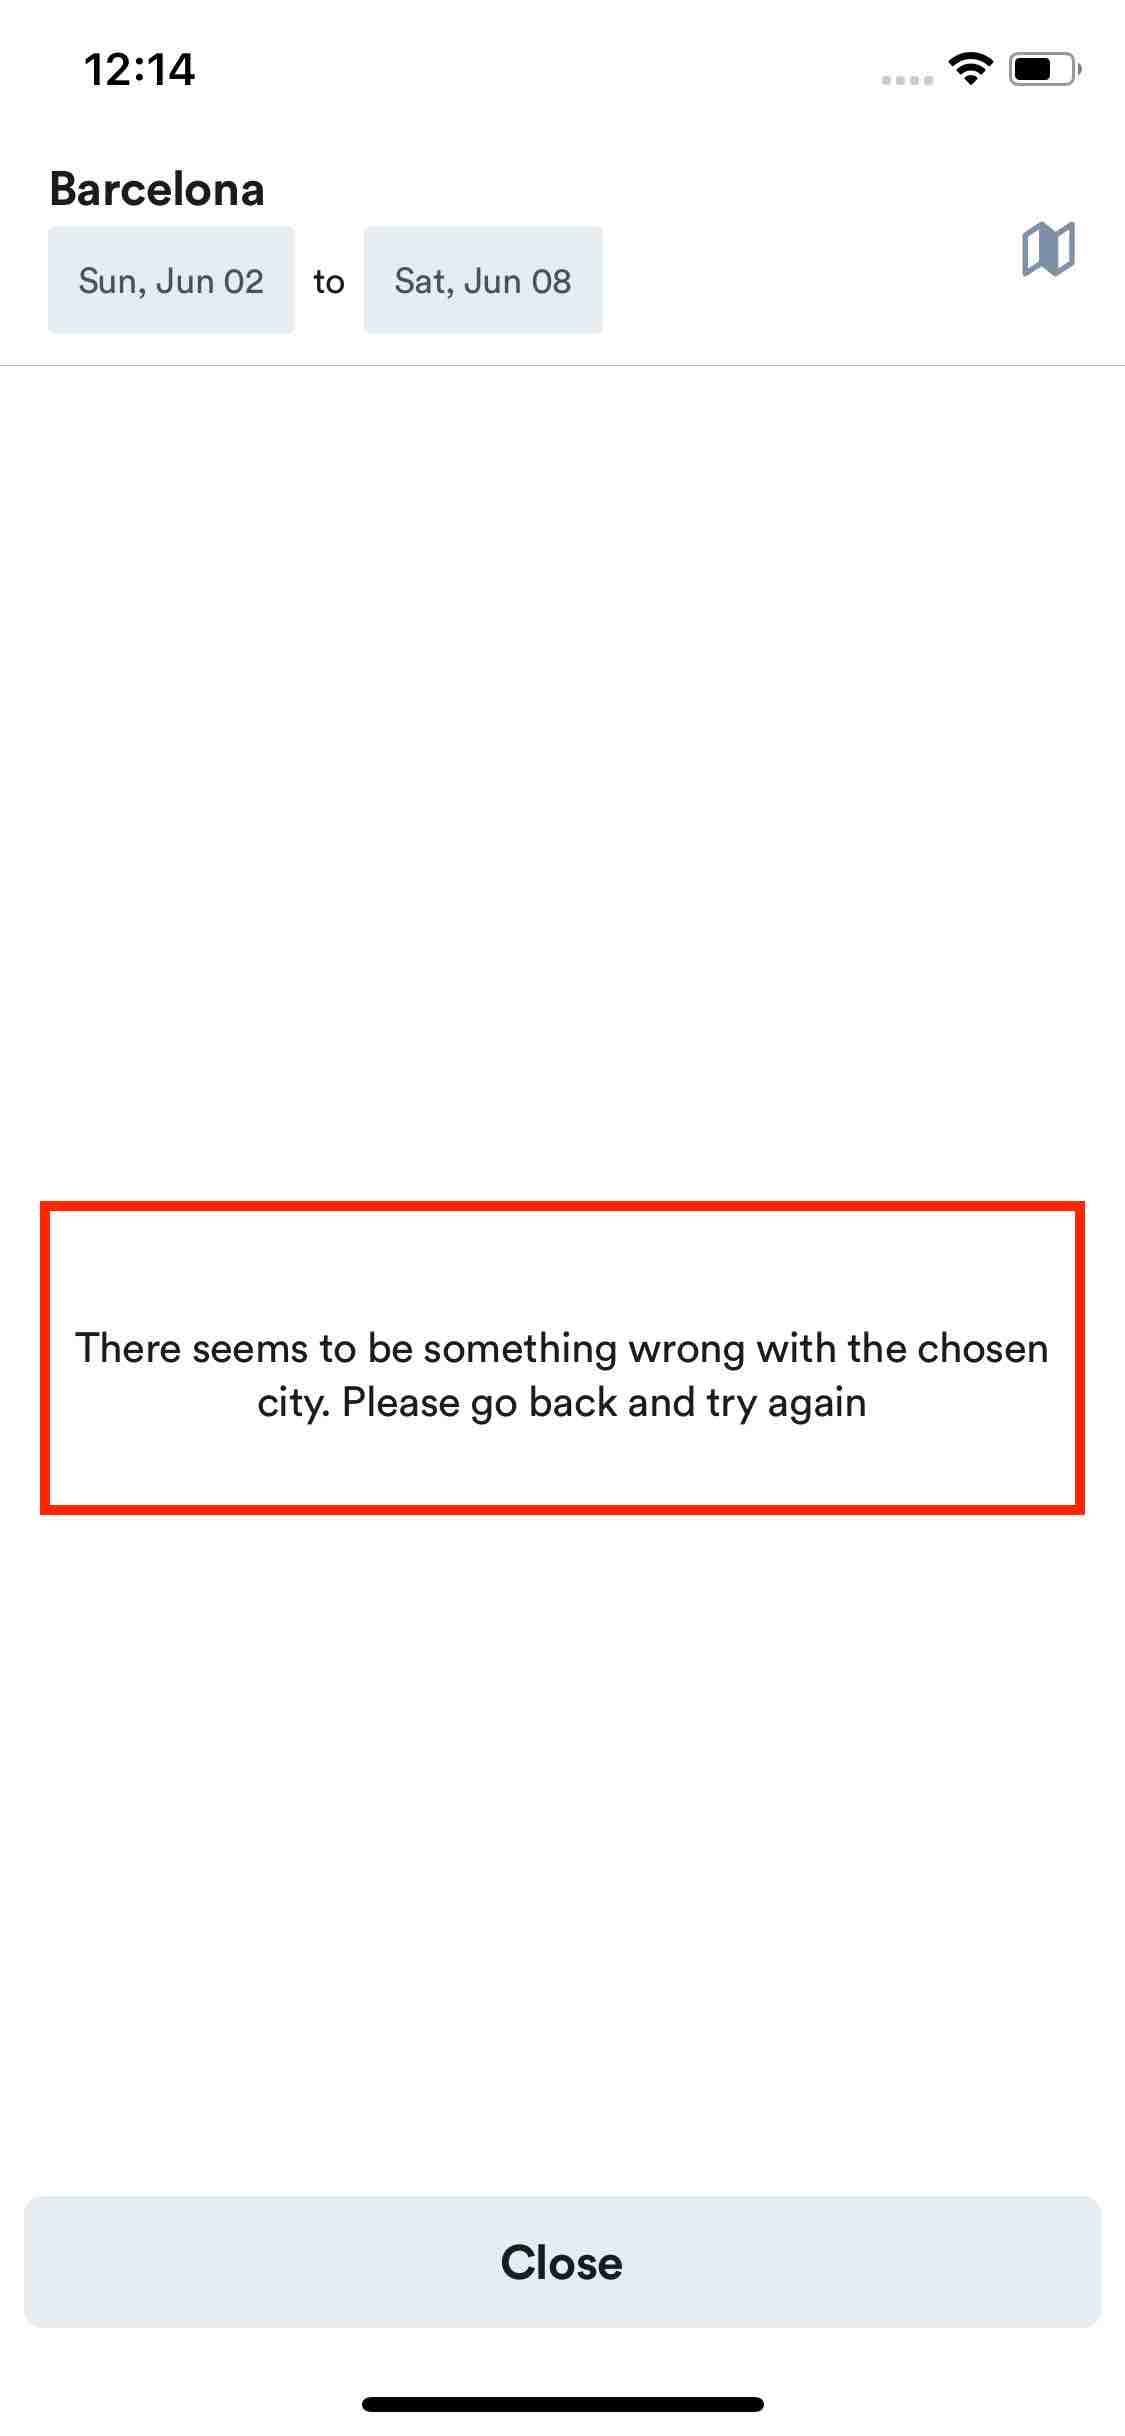 12:14
Barcelona
Sun, Jun 02 to Sat, Jun 08
There seems to be something wrong with the chosen
city. Please go back and try again
Close